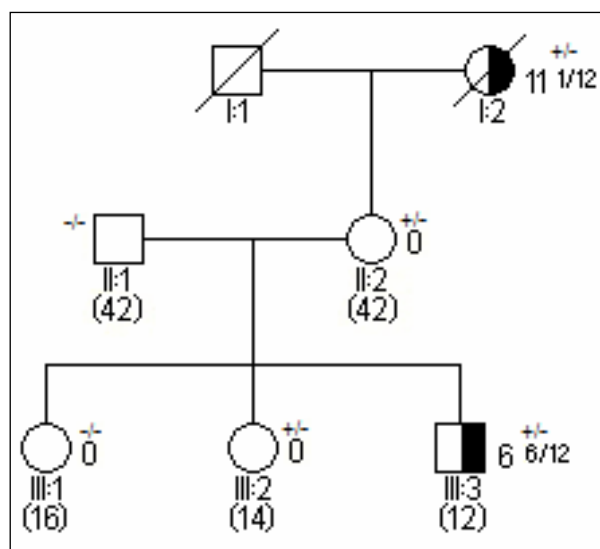 +/-
11 1/12
I:1 I:2
-/- +/-
0
II:1 II:2
(42) (42)
-/- +/- +/-
0 0 6 6/12
III:1 III:2 III:3
(16) (14) (12)